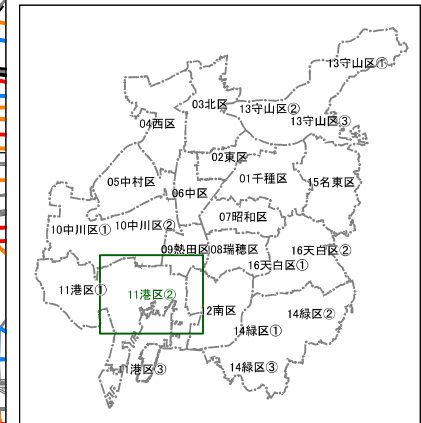 13守山区①
03北区
13守山区②
13守山区③
04西区
02東区
05中村区
01千種区
15名東区
06中区
07昭和区
10中川区①
10中川区②
09熱田区
08瑞穂区
16天白区②
16天白区①
11港区①
11港区②
2南区
14緑区②
14緑区①
11港区③
14緑区③